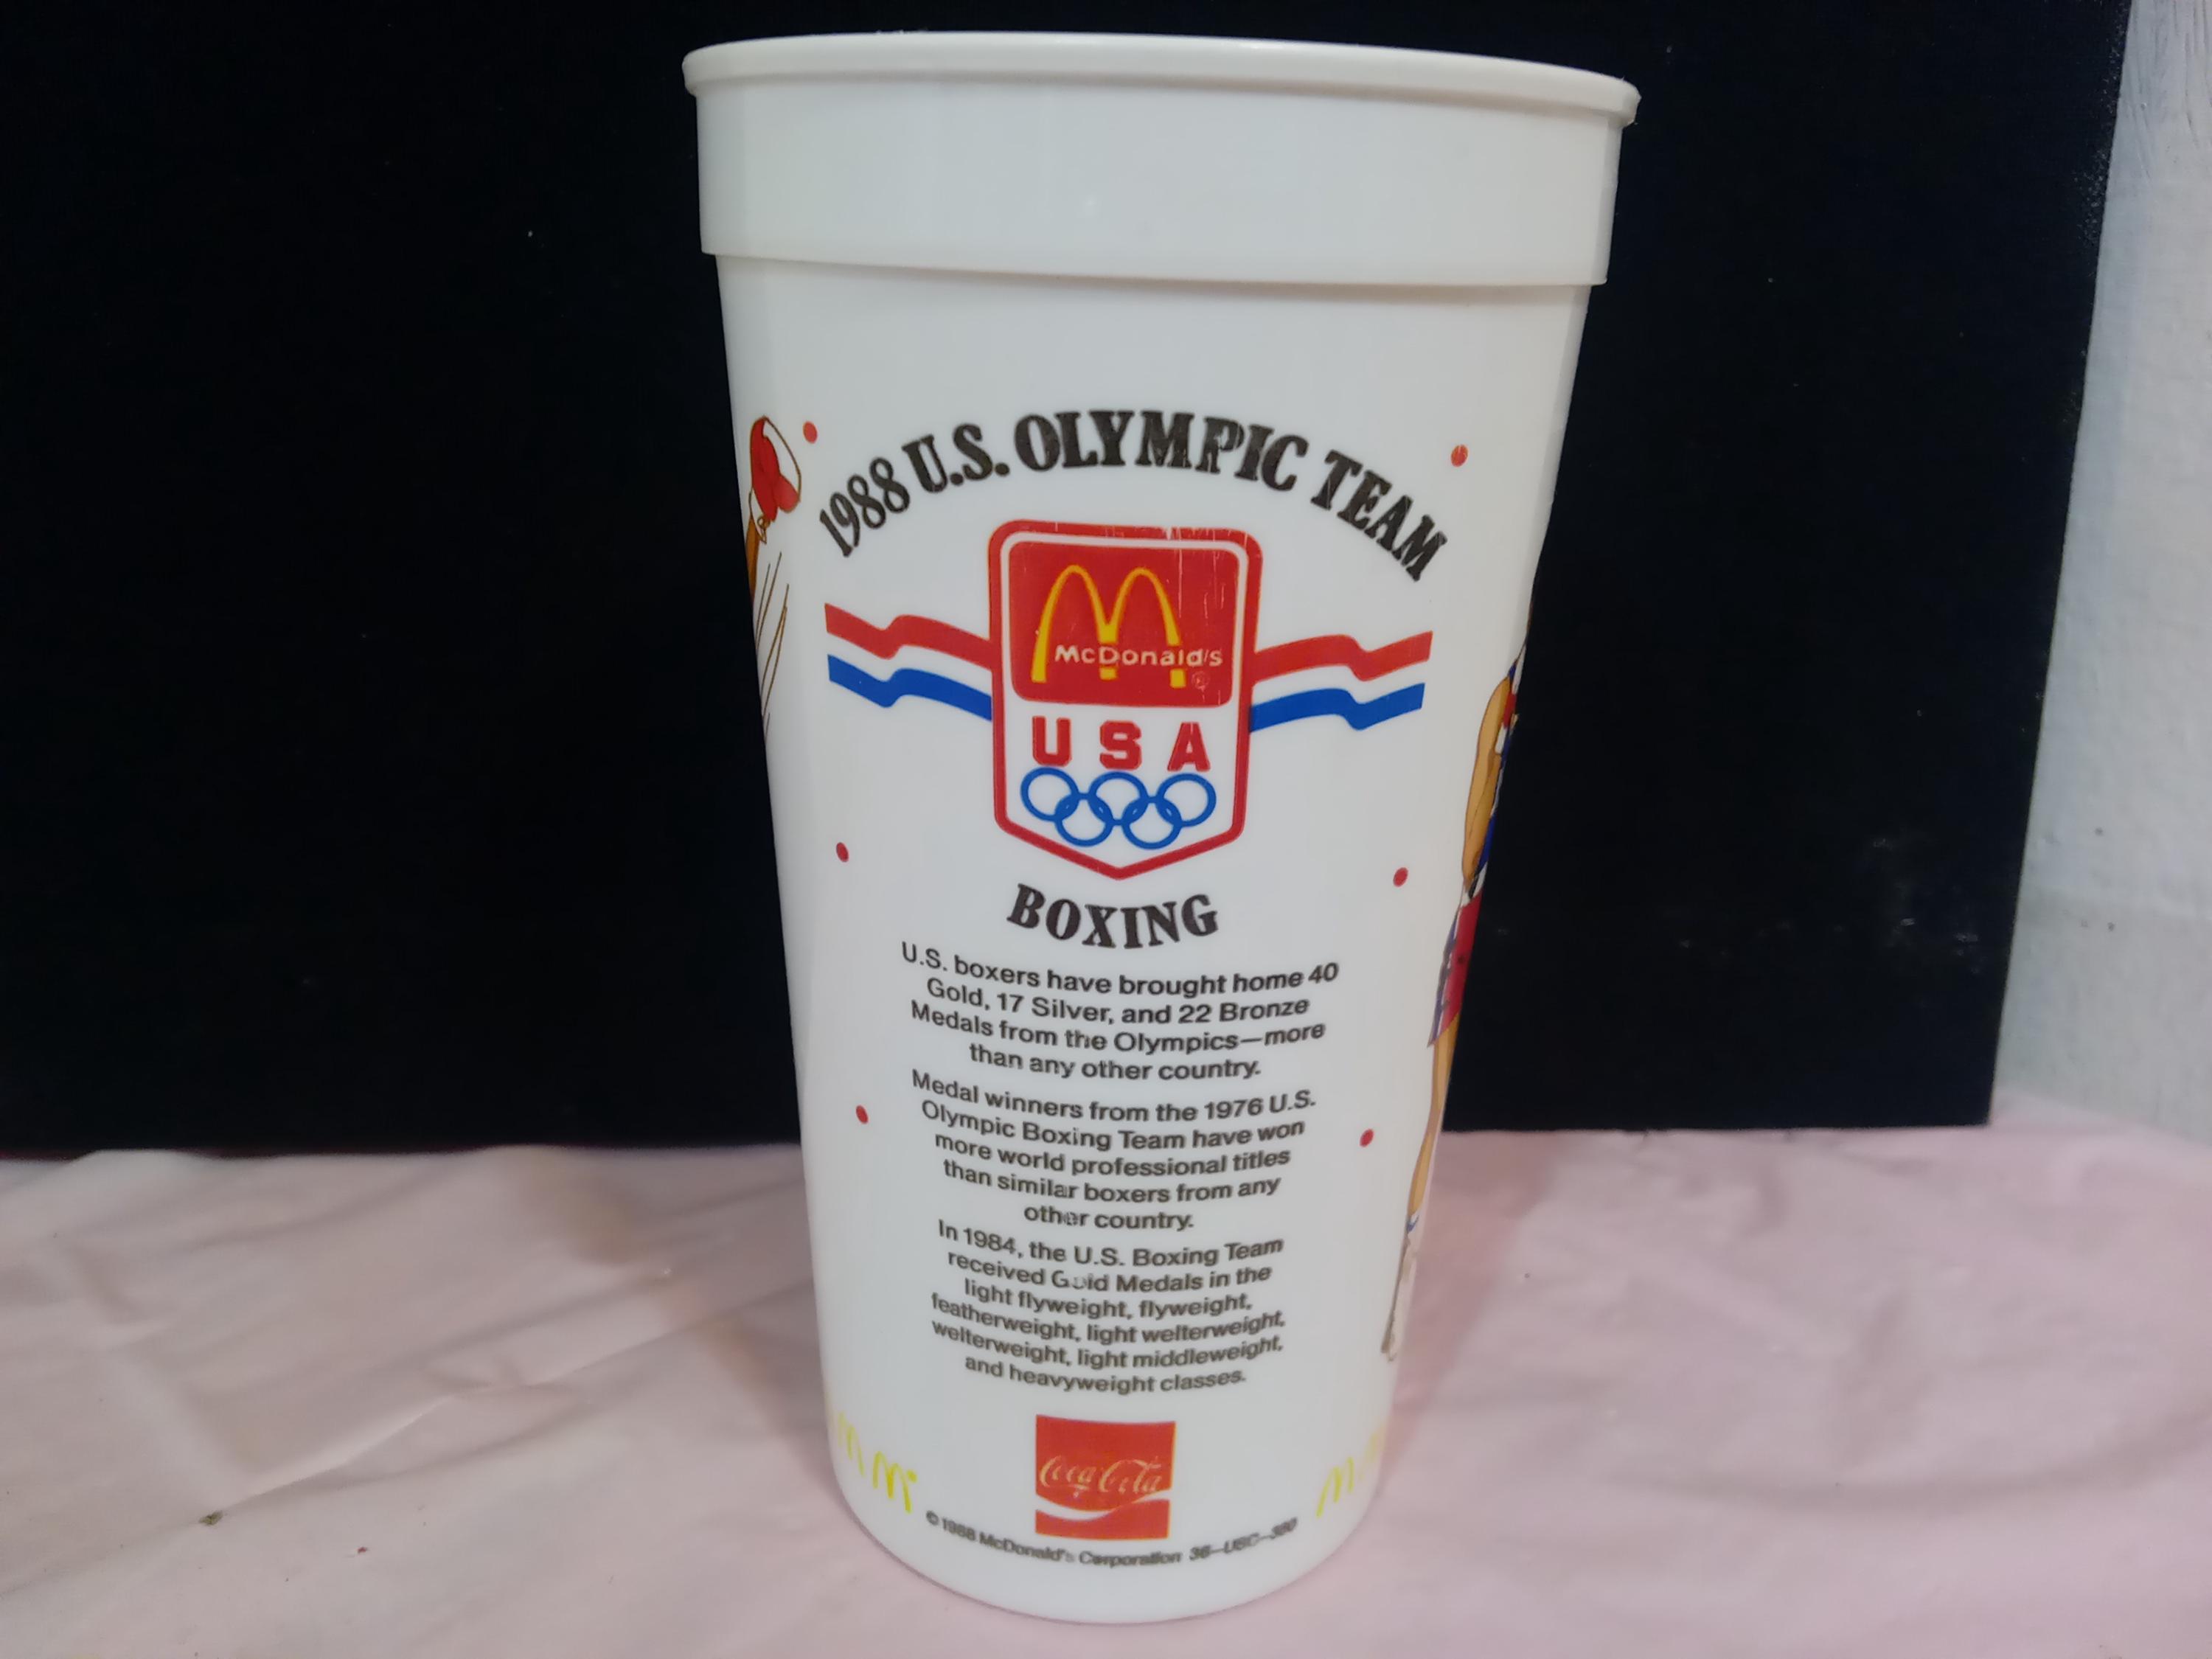 1988 U.S. OLYMPIC TEAM
McDonald's
USA
BOXING
U.S. boxers have brought home 40
Gold, 17 Silver, and 22 Bronze
Medals from the Olympics—more
than any other country.
Medal winners from the 1976 U.S.
Olympic Boxing Team have won
more world professional titles
than similar boxers from any
other country.
In 1984, the U.S. Boxing Team
received Gold Medals in the
light flyweight, flyweight,
featherweight, light welterweight,
welterweight, light middleweight,
and heavyweight classes.
Coca-Cola
© 1988 McDonald's Corporation 36—USC—300